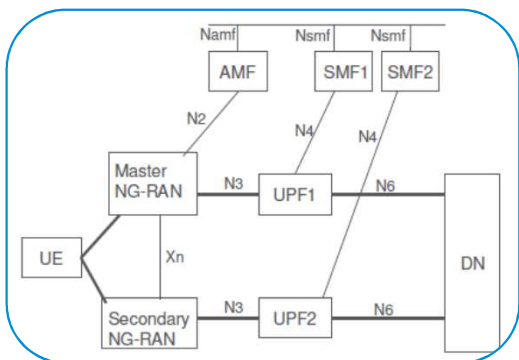 Namf Nsmf Nsmf
AMF SMF1 SMF2
N2 N4 N4
Master
NG-RAN
N3 UPF1 N6
UE Xn DN
Secondary
NG-RAN
N3 UPF2 N6